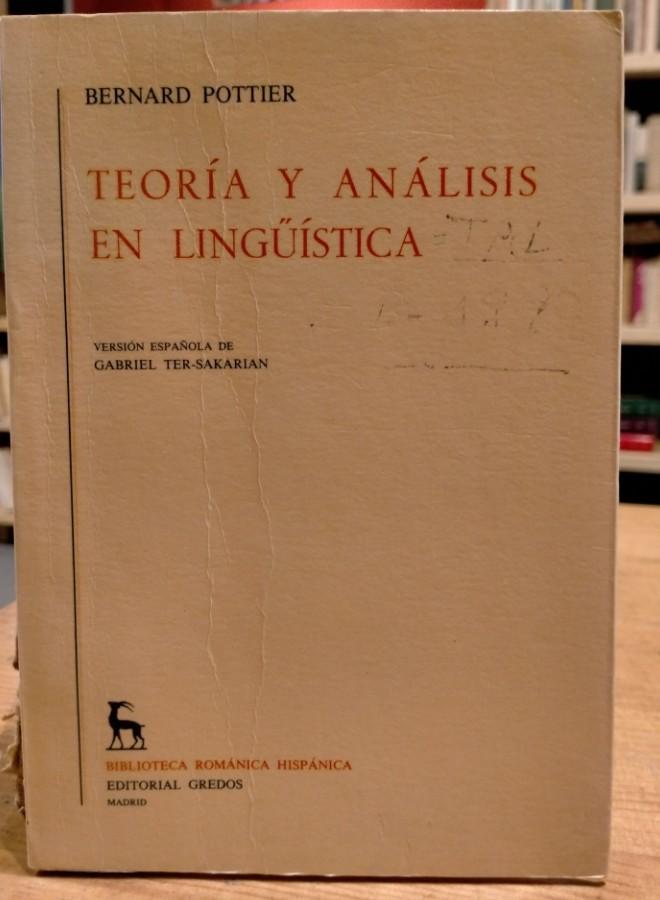 BERNARD POTTIER
TEORÍA Y ANÁLISIS
EN LINGÜÍSTICA
VERSIÓN ESPAÑOLA DE
GABRIEL TER-SAKARIAN
BIBLIOTECA ROMÁNICA HISPÁNICA
EDITORIAL GREDOS
MADRID